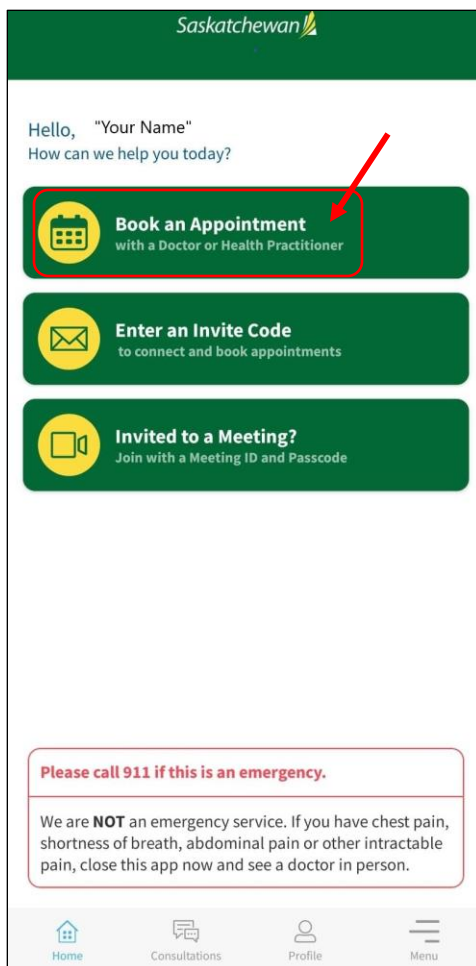 Saskatchewan
Hello, "Your Name"
How can we help you today?
Book an Appointment
with a Doctor or Health Practitioner
Enter an Invite Code
to connect and book appointments
Invited to a Meeting?
Join with a Meeting ID and Passcode
Please call 911 if this is an emergency.
We are NOT an emergency service. If you have chest pain,
shortness of breath, abdominal pain or other intractable
pain, close this app now and see a doctor in person.
Home Consultations Profile Menu